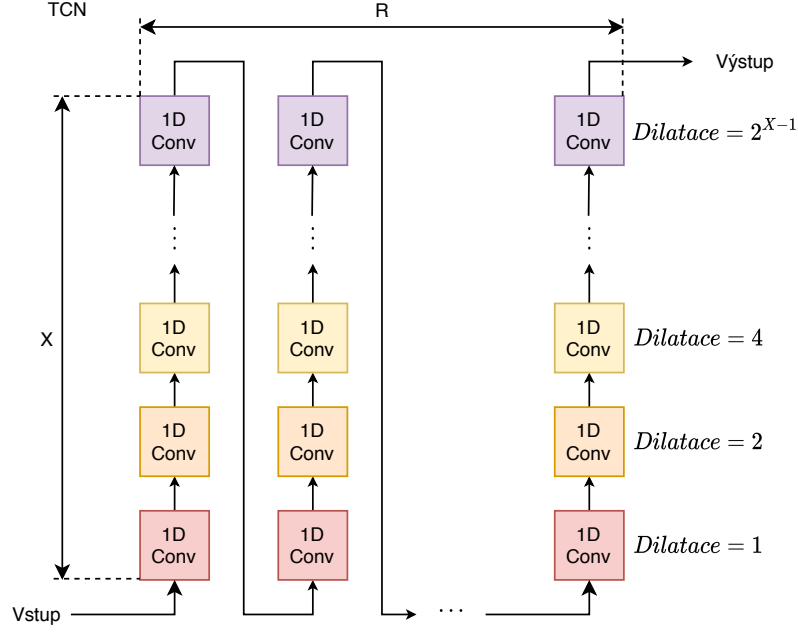 TCN
R
Výstup
1D
Conv
1D
Conv
1D
Conv
Dilatace = 2^{X-1}
⋮
⋮
⋮
X
1D
Conv
1D
Conv
1D
Conv
Dilatace = 4
1D
Conv
1D
Conv
1D
Conv
Dilatace = 2
1D
Conv
1D
Conv
1D
Conv
Dilatace = 1
Vstup
...